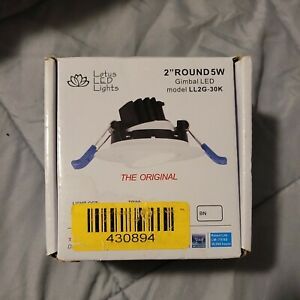 Lotus
LED
Lights
2" ROUND 5W
Gimbal LED
model LL2G-30K
THE ORIGINAL
BN
430894